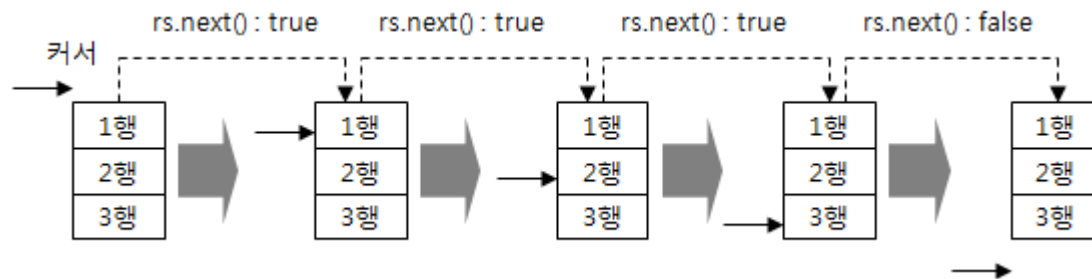 rs.next() : true
rs.next() : true
rs.next() : true
rs.next() : false
커서
1행
1행
1행
1행
1행
2행
2행
2행
2행
2행
3행
3행
3행
3행
3행